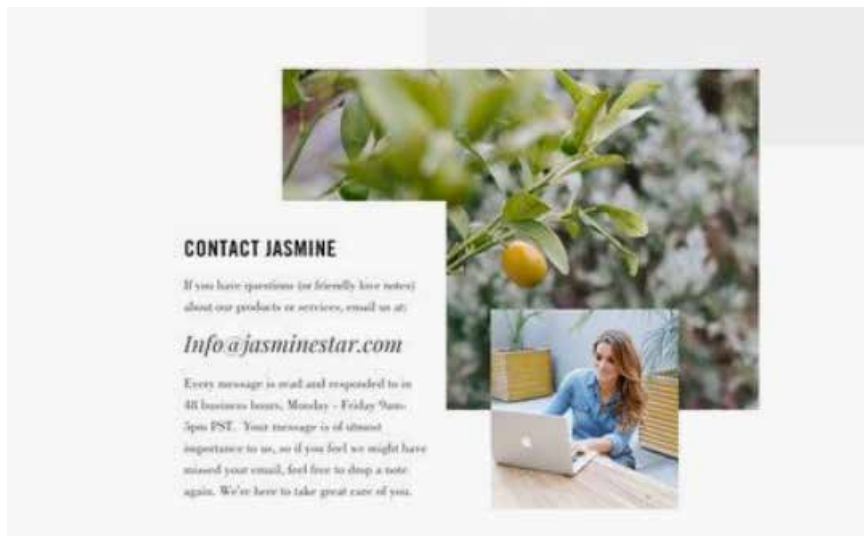 CONTACT JASMINE
If you have questions (or friendly love notes)
about our products or services, email us at:
Info@jasminestar.com
Every message is read and responded to in
48 business hours, Monday - Friday 9am-
5pm PST. Your message is of utmost
importance to us, so if you feel we might have
missed your email, feel free to drop a note
again. We're here to take great care of you.